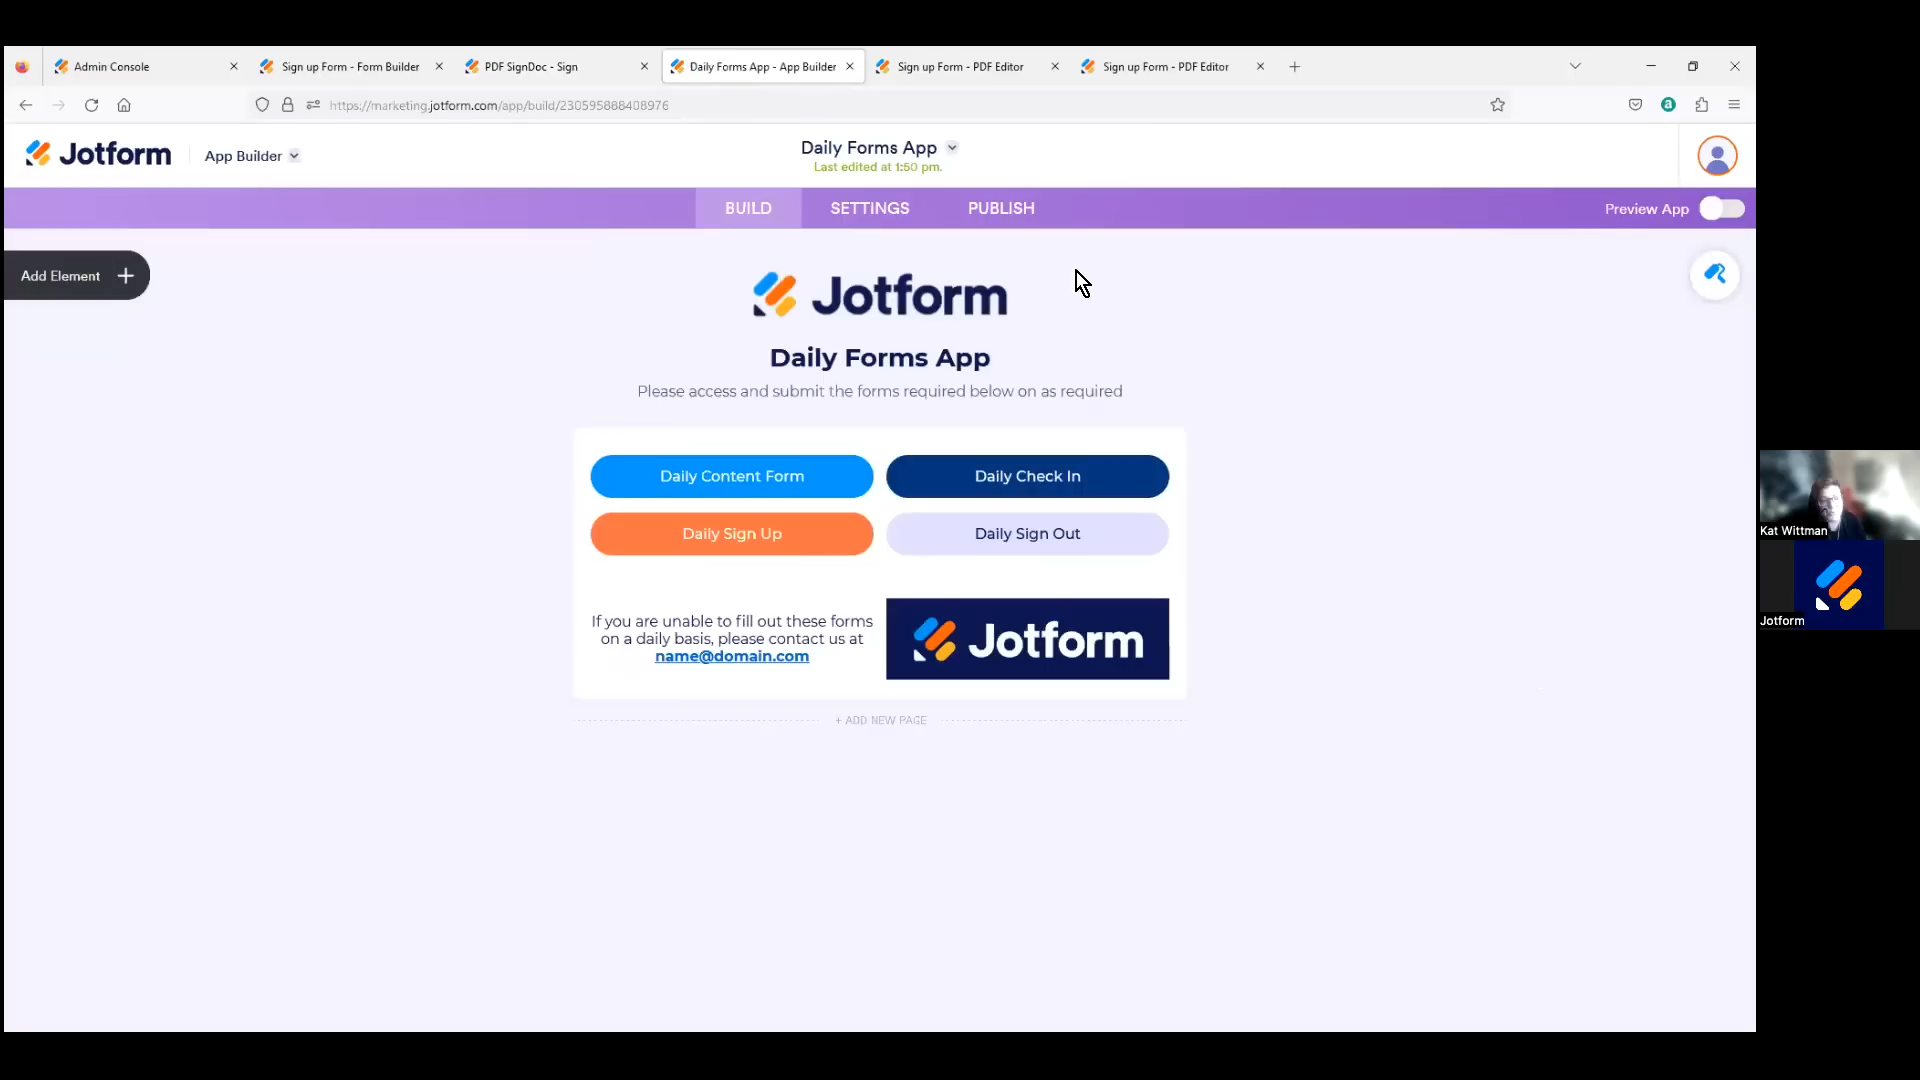 Admin Console
Sign up Form - Form Builder
PDF SignDoc - Sign
Daily Forms App - App Builder
Sign up Form - PDF Editor
Sign up Form - PDF Editor
https://marketing.jotform.com/app/build/230595888408976
Jotform
App Builder
Daily Forms App
Last edited at 1:50 pm.
BUILD
SETTINGS
PUBLISH
Preview App
Add Element
Jotform
Daily Forms App
Please access and submit the forms required below on as required
Daily Content Form
Daily Check In
Daily Sign Up
Daily Sign Out
If you are unable to fill out these forms
on a daily basis, please contact us at
name@domain.com
Jotform
+ ADD NEW PAGE
Kat Wittman
Jotform